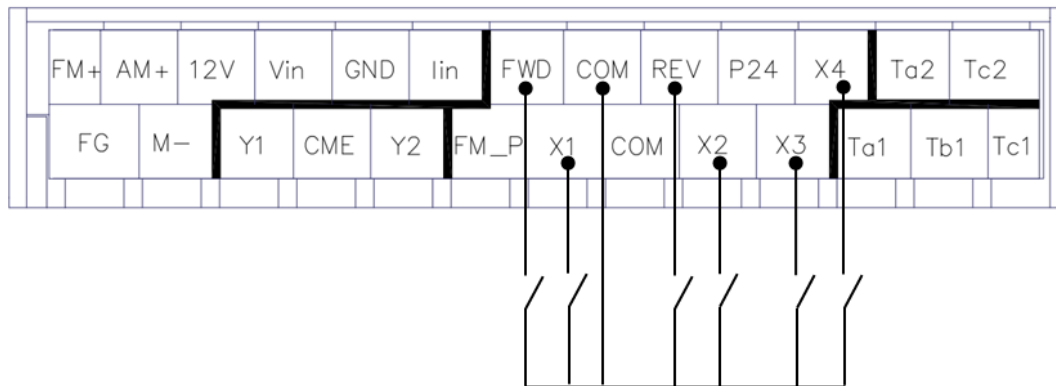 FM+ AM+ 12V Vin GND Iin FWD COM REV P24 X4 Ta2 Tc2
FG M- Y1 CME Y2 FM_P X1 COM X2 X3 Ta1 Tb1 Tc1